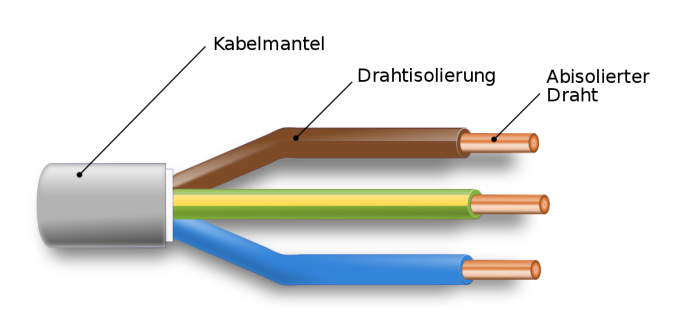 Kabelmantel
Drahtisolierung
Abisolierter
Draht